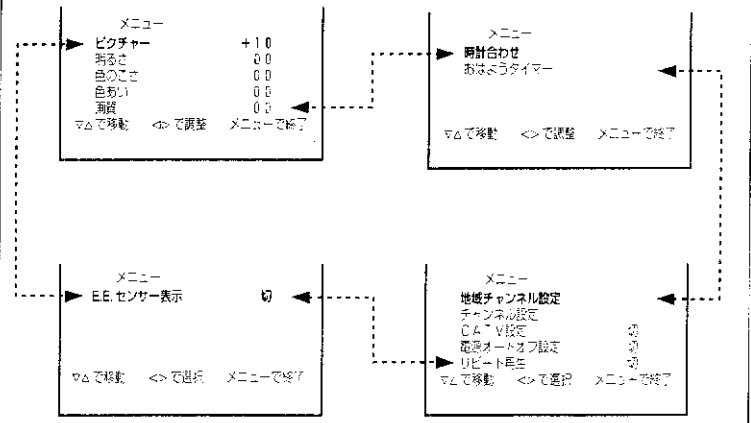 メニュー
ピクチャー +10
明るさ 00
色のこさ 00
色あい 00
画質 00
▽△で移動 <>で調整 メニューで終了
メニュー
時計合わせ
おはようタイマー
▽△で移動 <>で調整 メニューで終了
メニュー
E.E.センサー表示 切
▽△で移動 <>で選択 メニューで終了
メニュー
地域チャンネル設定
チャンネル設定
CATV設定 切
電源オートオフ設定 切
リピート再生 切
▽△で移動 <>で選択 メニューで終了